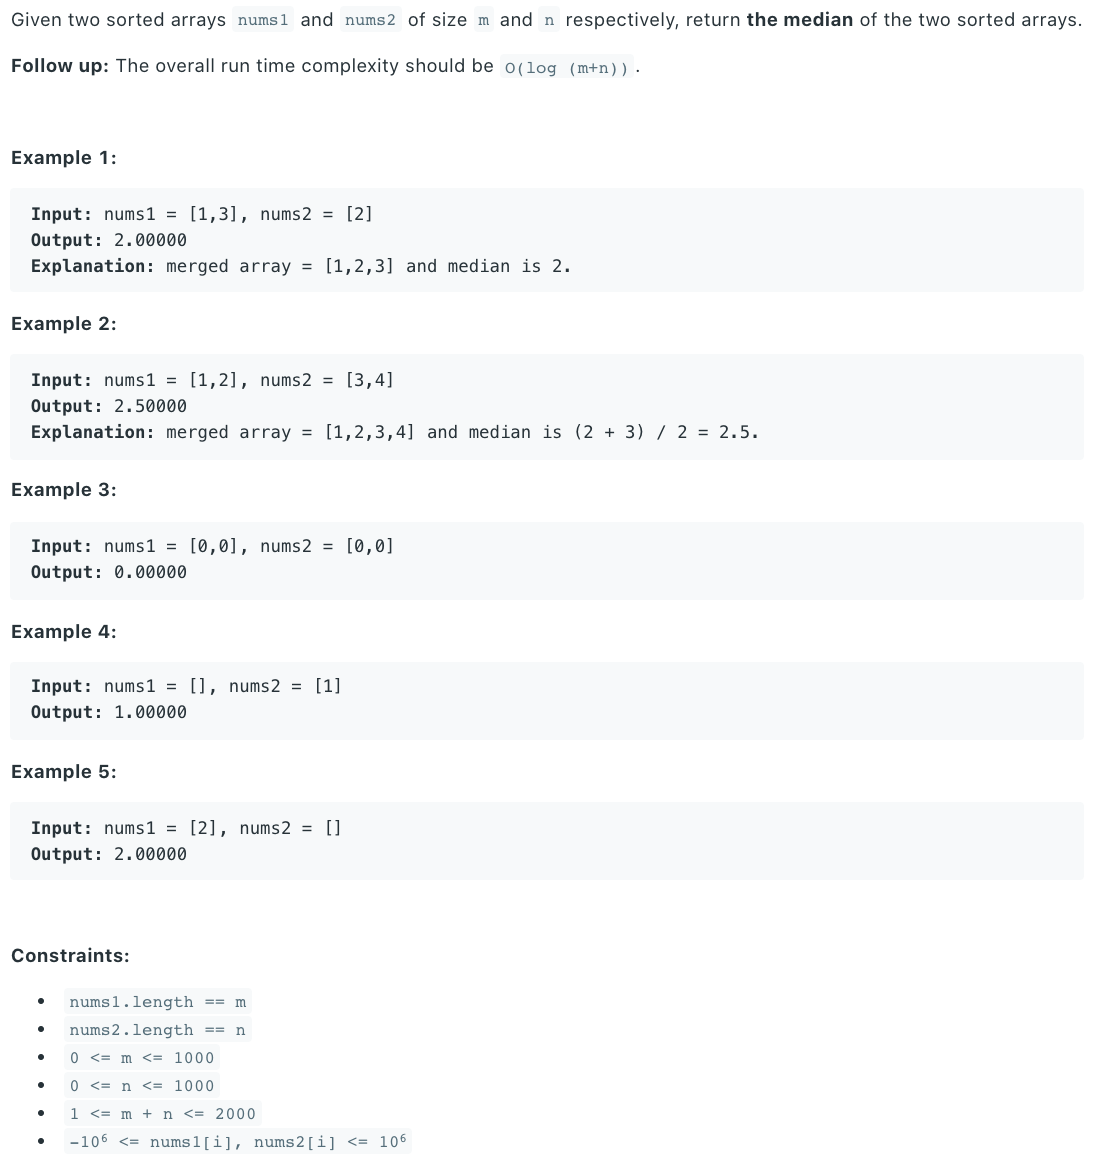 Given two sorted arrays nums1 and nums2 of size m and n respectively, return the median of the two sorted arrays.
Follow up: The overall run time complexity should be O(log (m+n)).
Example 1:
Input: nums1 = [1,3], nums2 = [2]
Output: 2.00000
Explanation: merged array = [1,2,3] and median is 2.
Example 2:
Input: nums1 = [1,2], nums2 = [3,4]
Output: 2.50000
Explanation: merged array = [1,2,3,4] and median is (2 + 3) / 2 = 2.5.
Example 3:
Input: nums1 = [0,0], nums2 = [0,0]
Output: 0.00000
Example 4:
Input: nums1 = [], nums2 = [1]
Output: 1.00000
Example 5:
Input: nums1 = [2], nums2 = []
Output: 2.00000
Constraints:
• nums1.length == m
• nums2.length == n
• 0 <= m <= 1000
• 0 <= n <= 1000
• 1 <= m + n <= 2000
• -10⁶ <= nums1[i], nums2[i] <= 10⁶